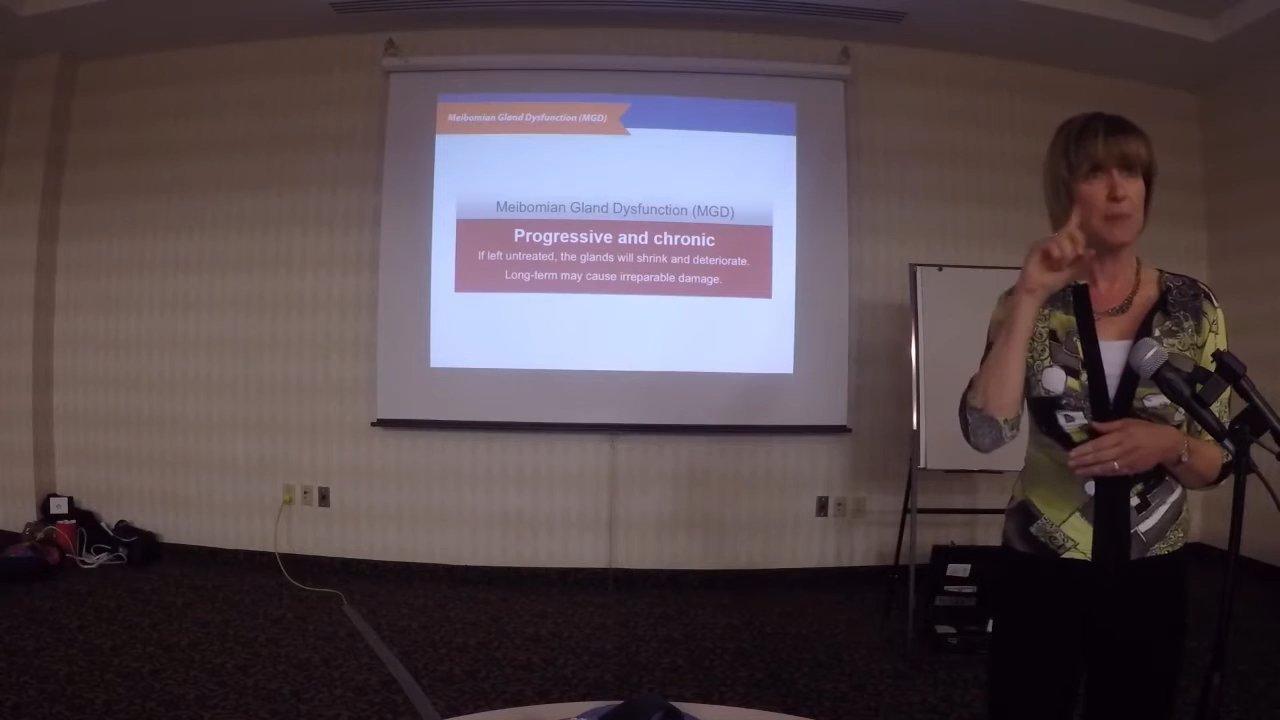 Meibomian Gland Dysfunction (MGD)
Meibomian Gland Dysfunction (MGD)
Progressive and chronic
If left untreated, the glands will shrink and deteriorate.
Long-term may cause irreparable damage.